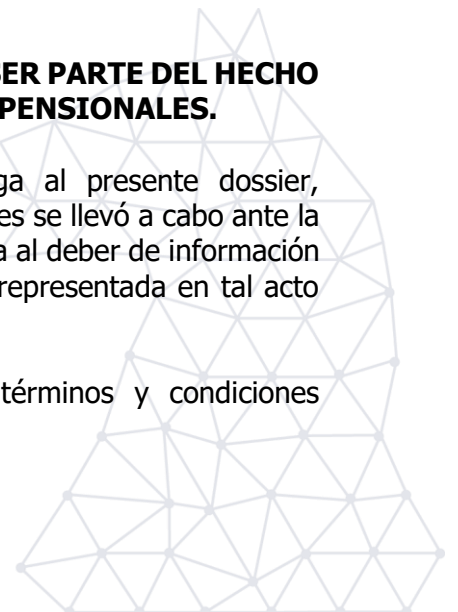 SER PARTE DEL HECHO
PENSIONALES.
ga al presente dossier,
es se llevó a cabo ante la
a al deber de información
representada en tal acto
términos y condiciones